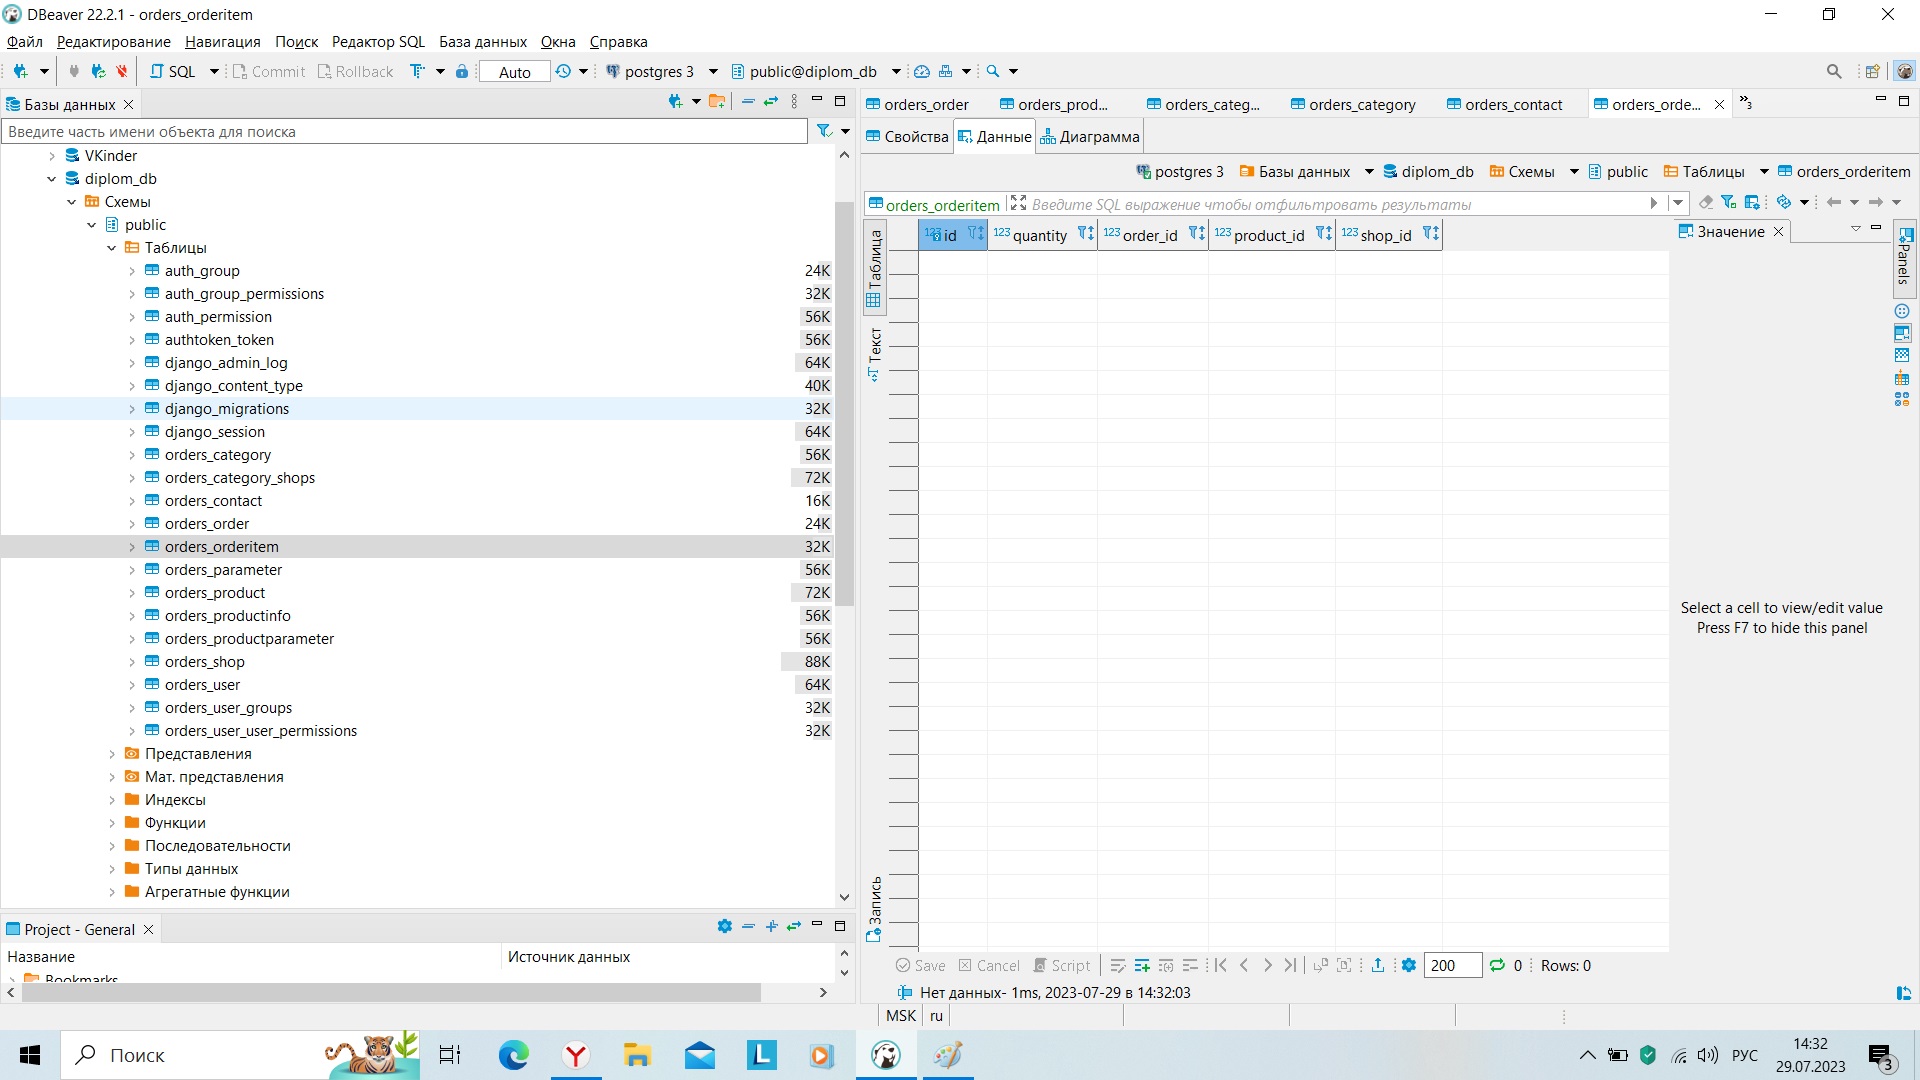 DBeaver 22.2.1 - orders_orderitem
Файл Редактирование Навигация Поиск Редактор SQL База данных Окна Справка
SQL Commit Rollback Auto postgres 3 public@diplom_db
Базы данных
Введите часть имени объекта для поиска
VKinder
diplom_db
Схемы
public
Таблицы
auth_group 24K
auth_group_permissions 32K
auth_permission 56K
authtoken_token 56K
django_admin_log 64K
django_content_type 40K
django_migrations 32K
django_session 64K
orders_category 56K
orders_category_shops 72K
orders_contact 16K
orders_order 24K
orders_orderitem 32K
orders_parameter 56K
orders_product 72K
orders_productinfo 56K
orders_productparameter 56K
orders_shop 88K
orders_user 64K
orders_user_groups 32K
orders_user_user_permissions 32K
Представления
Мат. представления
Индексы
Функции
Последовательности
Типы данных
Агрегатные функции
Project - General
Название Источник данных
Bookmarks
orders_order orders_prod... orders_categ... orders_category orders_contact orders_orde... »3
Свойства Данные Диаграмма
postgres 3 Базы данных diplom_db Схемы public Таблицы orders_orderitem
orders_orderitem Введите SQL выражение чтобы отфильтровать результаты
123 id 123 quantity 123 order_id 123 product_id 123 shop_id
Таблица
Текст
Запись
Значение
Panels
Select a cell to view/edit value
Press F7 to hide this panel
Save Cancel Script 200 0 Rows: 0
Нет данных- 1ms, 2023-07-29 в 14:32:03
MSK ru
Поиск
РУС
14:32
29.07.2023
3